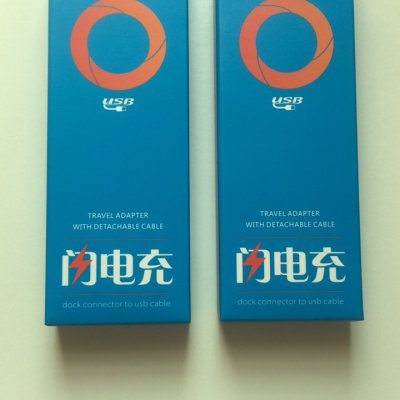 USB
TRAVEL ADAPTER
WITH DETACHABLE CABLE
闪电充
dock connector to usb cable
USB
TRAVEL ADAPTER
WITH DETACHABLE CABLE
闪电充
dock connector to usb cable